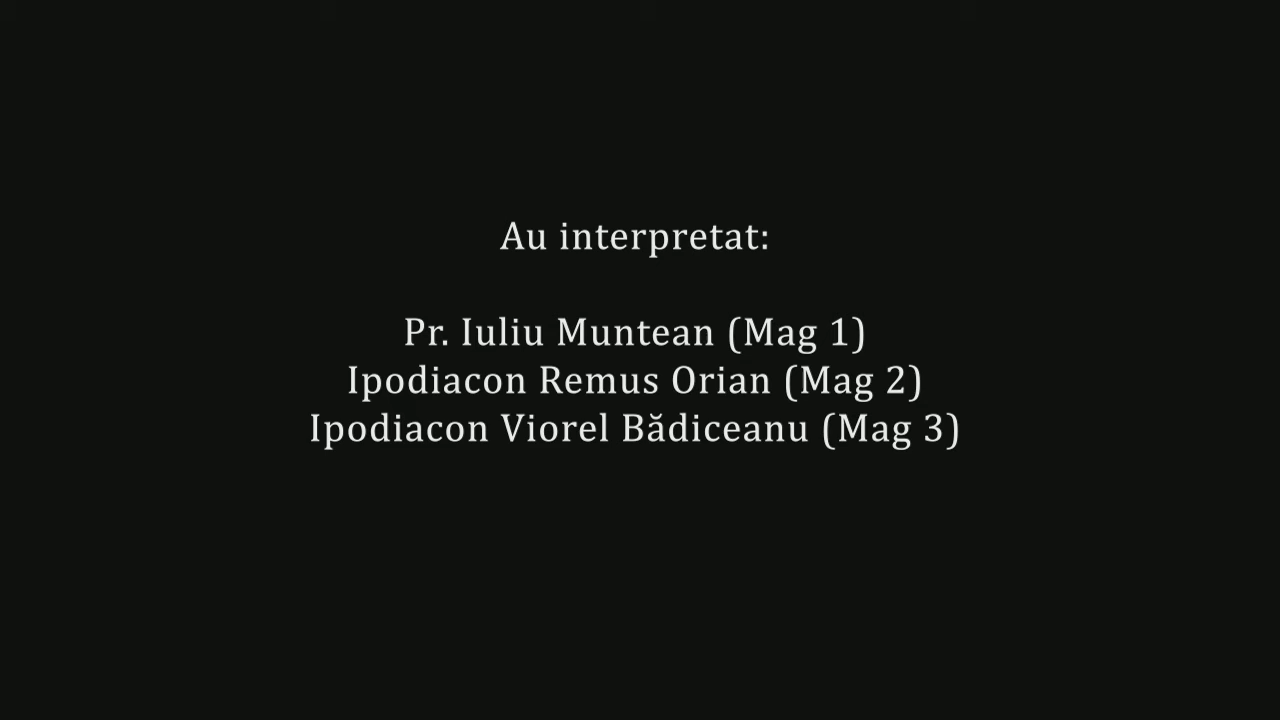 Au interpretat:
Pr. Iuliu Muntean (Mag 1)
Ipodiacon Remus Orian (Mag 2)
Ipodiacon Viorel Bădiceanu (Mag 3)